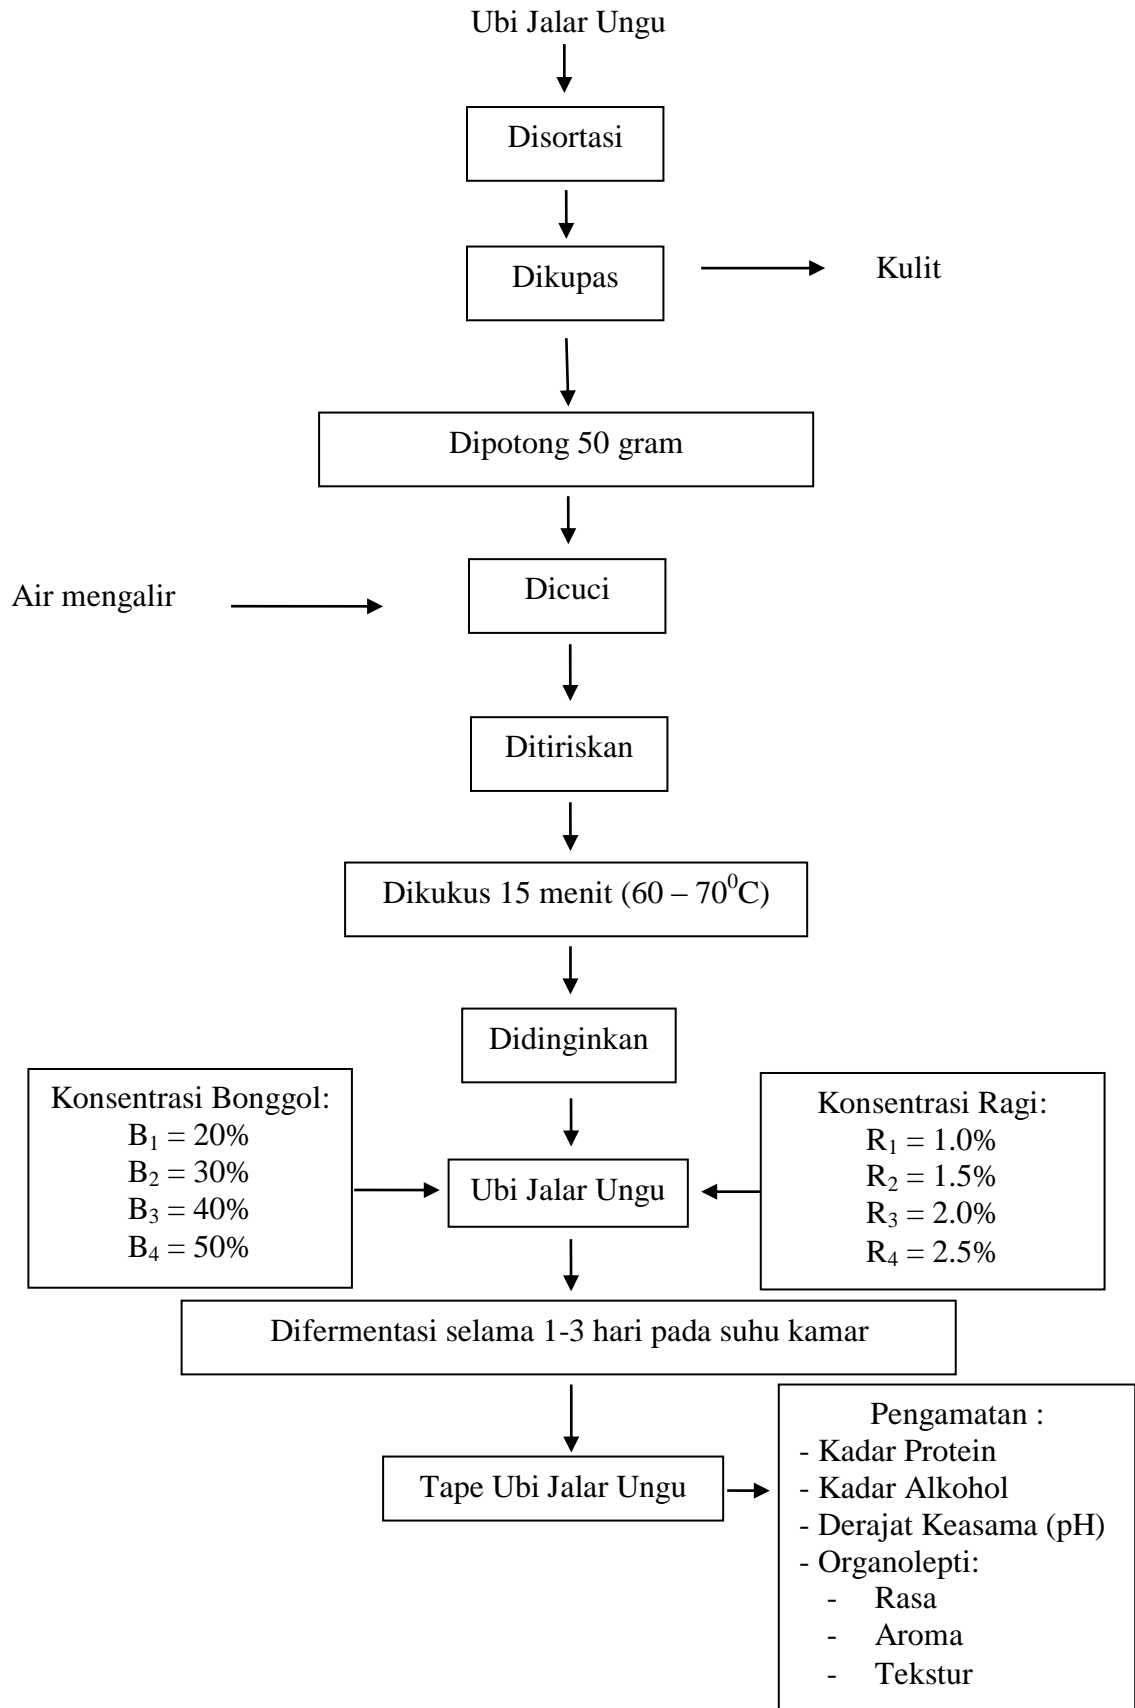 Ubi Jalar Ungu
Disortasi
Dikupas
Kulit
Dipotong 50 gram
Dicuci
Air mengalir
Ditiriskan
Dikukus 15 menit (60 – 70⁰C)
Didinginkan
Konsentrasi Bonggol:
B₁ = 20%
B₂ = 30%
B₃ = 40%
B₄ = 50%
Ubi Jalar Ungu
Konsentrasi Ragi:
R₁ = 1.0%
R₂ = 1.5%
R₃ = 2.0%
R₄ = 2.5%
Difermentasi selama 1-3 hari pada suhu kamar
Tape Ubi Jalar Ungu
Pengamatan :
- Kadar Protein
- Kadar Alkohol
- Derajat Keasama (pH)
- Organolepti:
- Rasa
- Aroma
- Tekstur